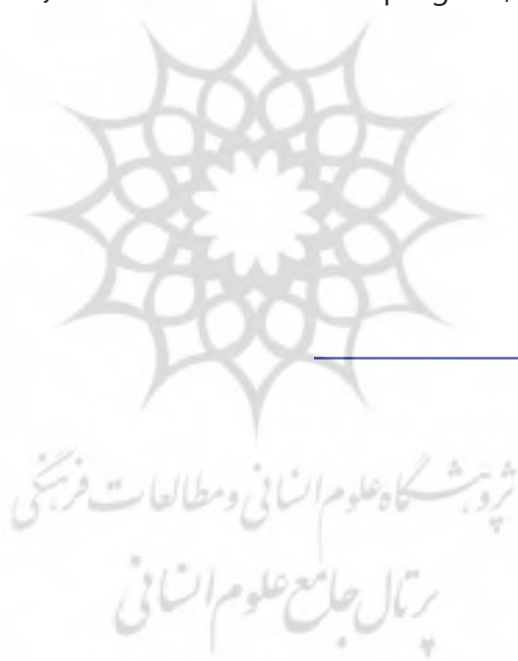 پژوهشگاه علوم انسانی و مطالعات فرهنگی
پرتال جامع علوم انسانی